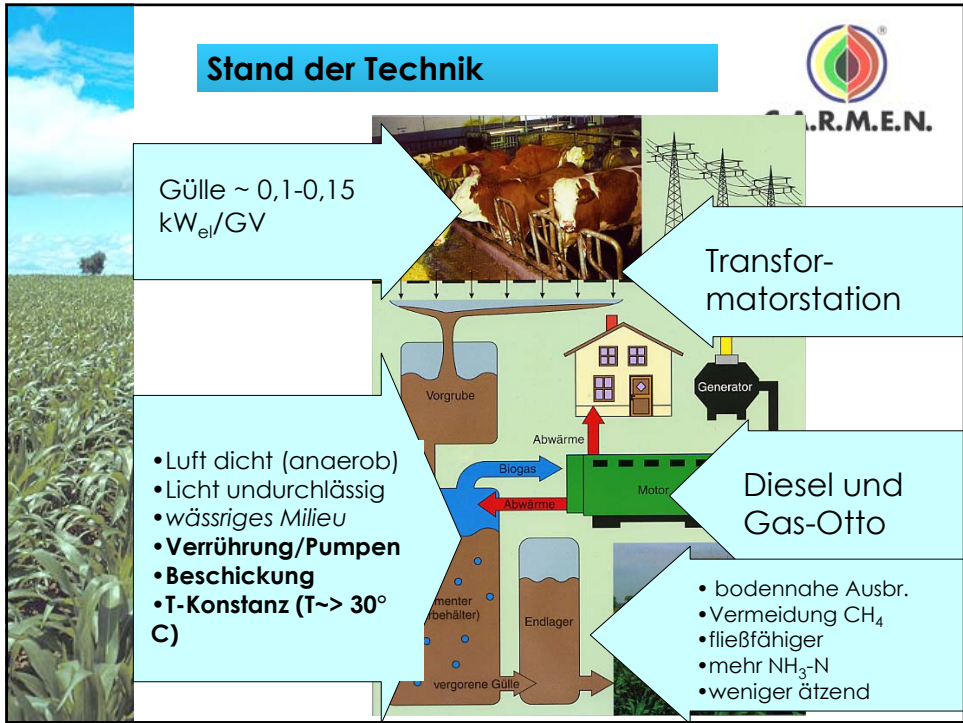 Stand der Technik
C.A.R.M.E.N.
®
Gülle ~ 0,1-0,15
kWel/GV
Transfor-
matorstation
Vorgrube
Generator
Abwärme
Biogas
Motor
Abwärme
•Luft dicht (anaerob)
•Licht undurchlässig
•wässriges Milieu
•Verrührung/Pumpen
•Beschickung
•T-Konstanz (T~> 30°
C)
Diesel und
Gas-Otto
Endlager
vergorene Gülle
• bodennahe Ausbr.
•Vermeidung CH4
•fließfähiger
•mehr NH3-N
•weniger ätzend